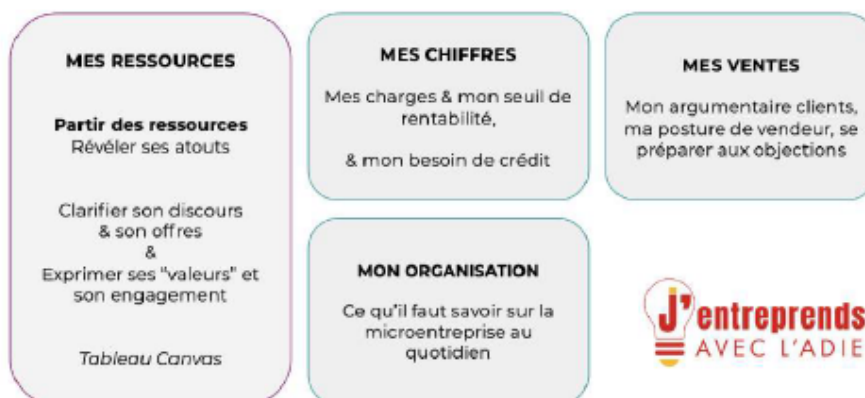 MES RESSOURCES
Partir des ressources
Révéler ses atouts
Clarifier son discours
& son offres
&
Exprimer ses "valeurs" et
son engagement
Tableau Canvas
MES CHIFFRES
Mes charges & mon seuil de
rentabilité,
& mon besoin de crédit
MON ORGANISATION
Ce qu'il faut savoir sur la
microentreprise au
quotidien
MES VENTES
Mon argumentaire clients,
ma posture de vendeur, se
préparer aux objections
J'entreprends
AVEC L'ADIE